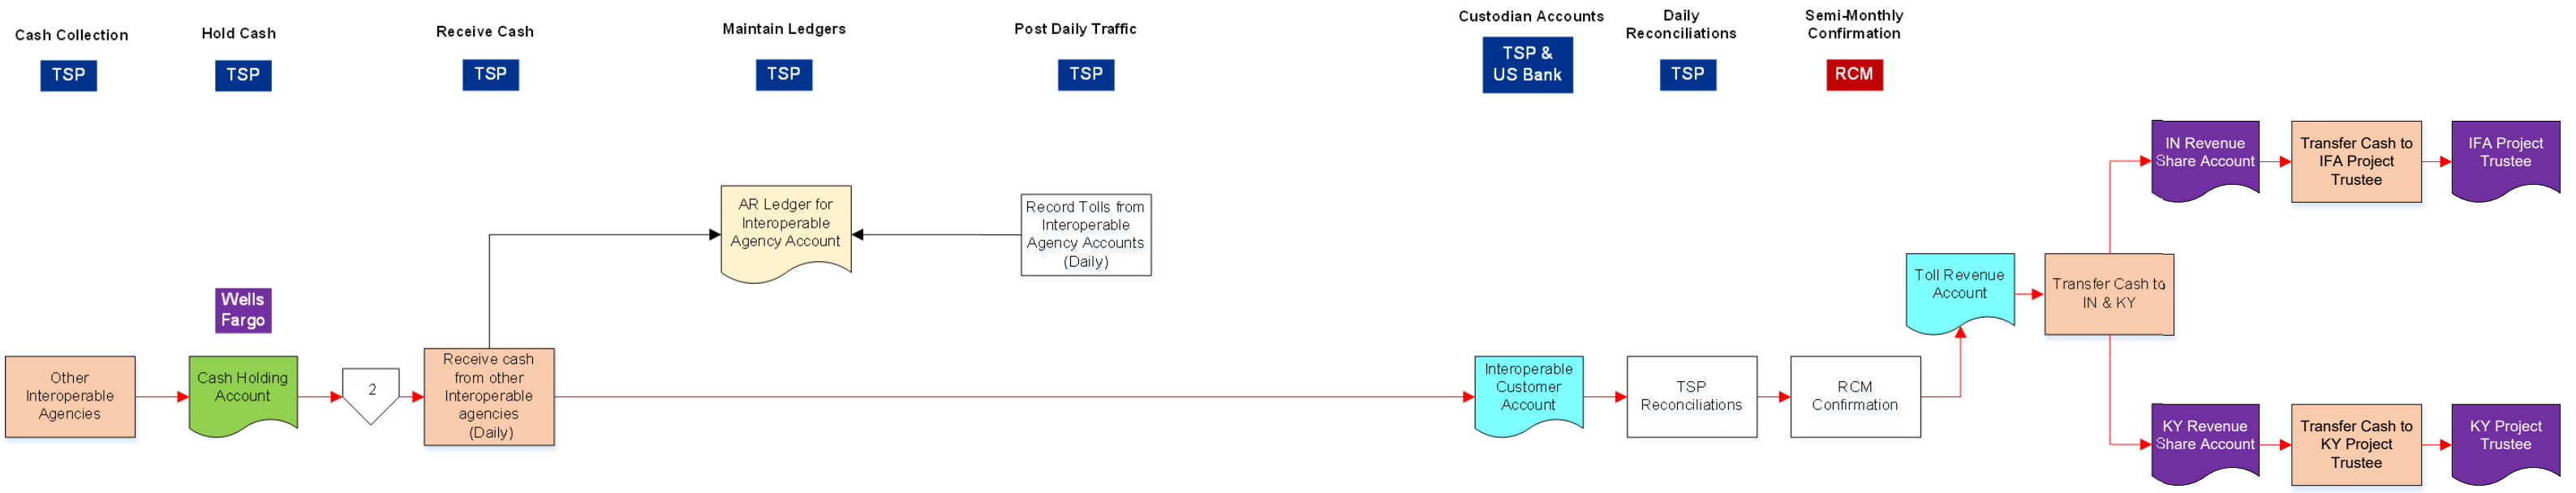 Cash Collection
TSP
Hold Cash
TSP
Receive Cash
TSP
Maintain Ledgers
TSP
Post Daily Traffic
TSP
Custodian Accounts
TSP &
US Bank
Daily
Reconciliations
TSP
Semi-Monthly
Confirmation
RCM
Other
Interoperable
Agencies
Wells
Fargo
Cash Holding
Account
2
Receive cash
from other
Interoperable
agencies
(Daily)
AR Ledger for
Interoperable
Agency Account
Record Tolls from
Interoperable
Agency Accounts
(Daily)
Interoperable
Customer
Account
TSP
Reconciliations
RCM
Confirmation
Toll Revenue
Account
Transfer Cash to
IN & KY
IN Revenue
Share Account
Transfer Cash to
IFA Project
Trustee
IFA Project
Trustee
KY Revenue
Share Account
Transfer Cash to
KY Project
Trustee
KY Project
Trustee